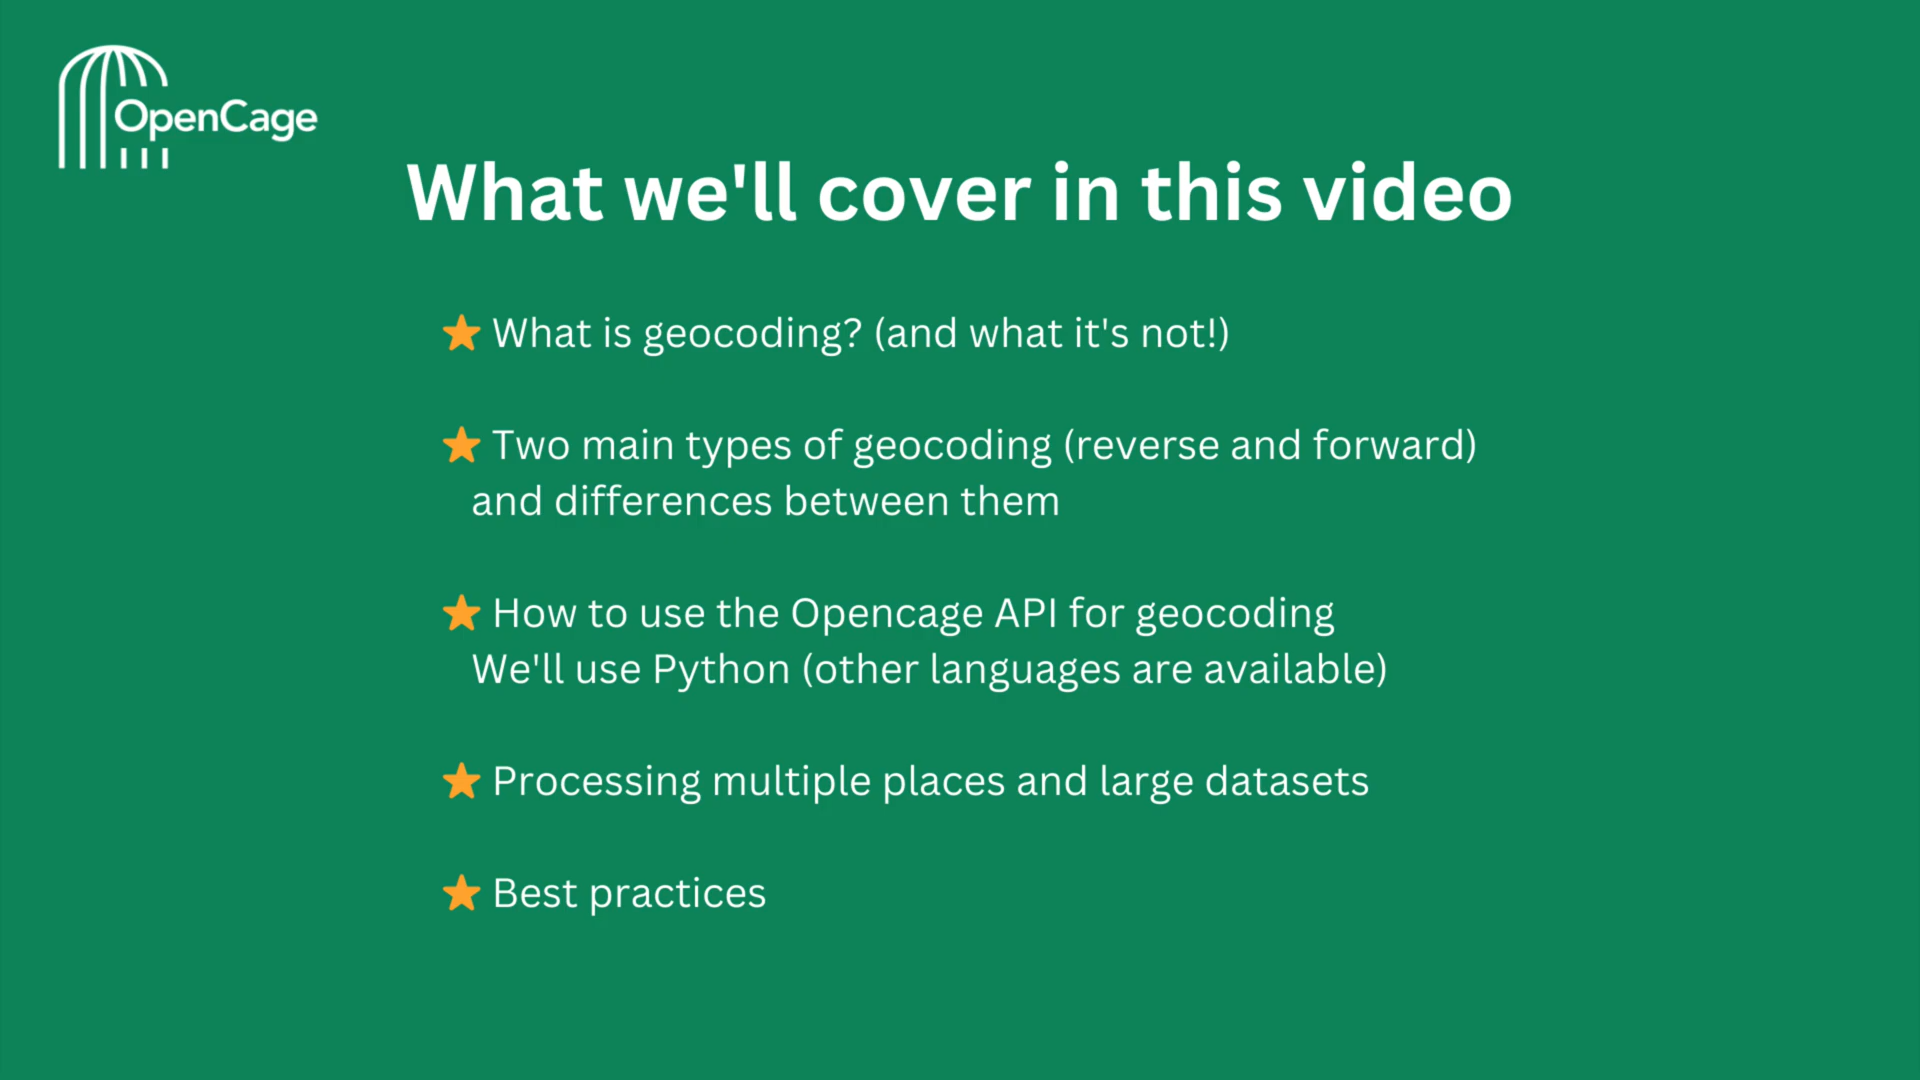 OpenCage
What we'll cover in this video
What is geocoding? (and what it's not!)
Two main types of geocoding (reverse and forward)
and differences between them
How to use the Opencage API for geocoding
We'll use Python (other languages are available)
Processing multiple places and large datasets
Best practices